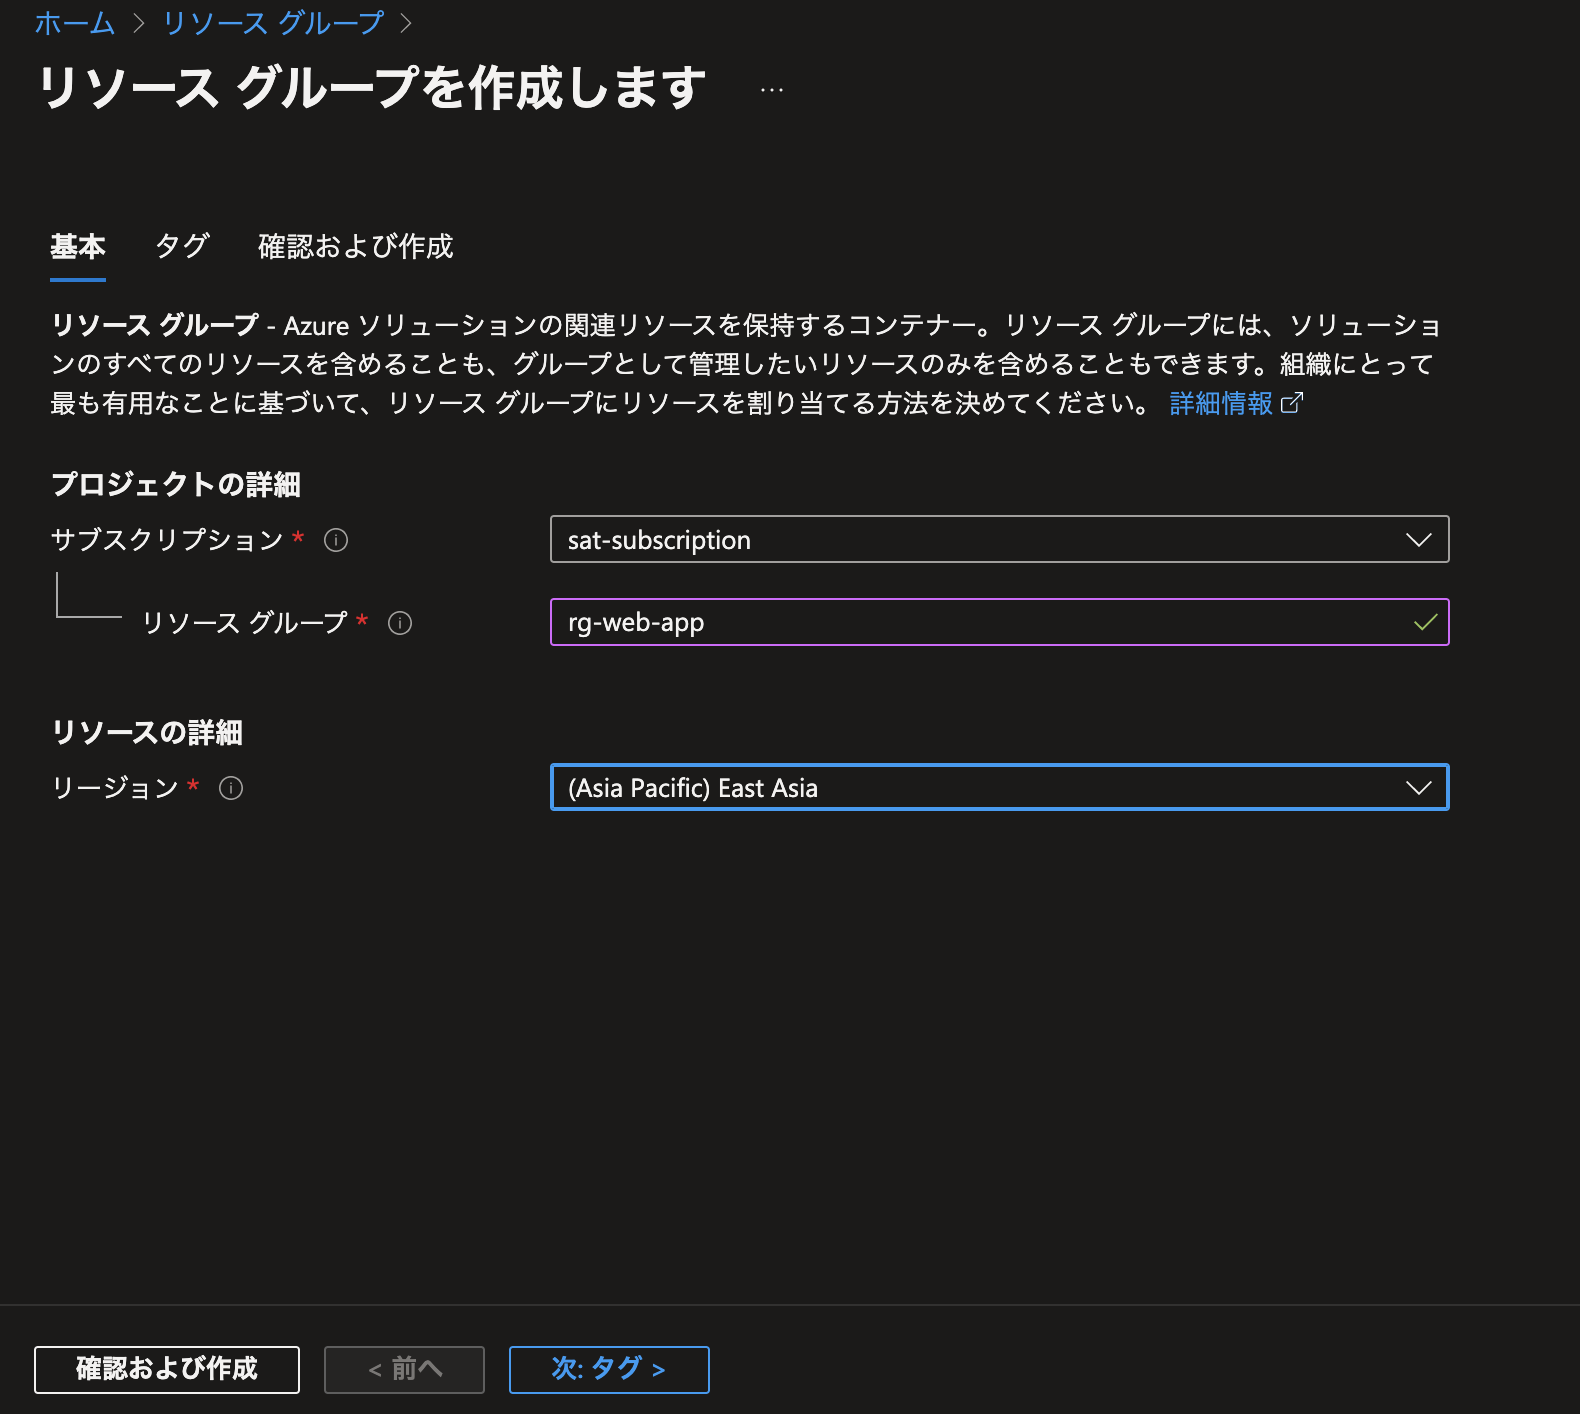 ホーム > リソース グループ >
リソース グループを作成します …
基本 タグ 確認および作成
リソース グループ - Azure ソリューションの関連リソースを保持するコンテナー。リソース グループには、ソリューショ
ンのすべてのリソースを含めることも、グループとして管理したいリソースのみを含めることもできます。組織にとって
最も有用なことに基づいて、リソース グループにリソースを割り当てる方法を決めてください。 詳細情報
プロジェクトの詳細
サブスクリプション *
sat-subscription
リソース グループ *
rg-web-app
リソースの詳細
リージョン *
(Asia Pacific) East Asia
確認および作成 < 前へ 次: タグ >